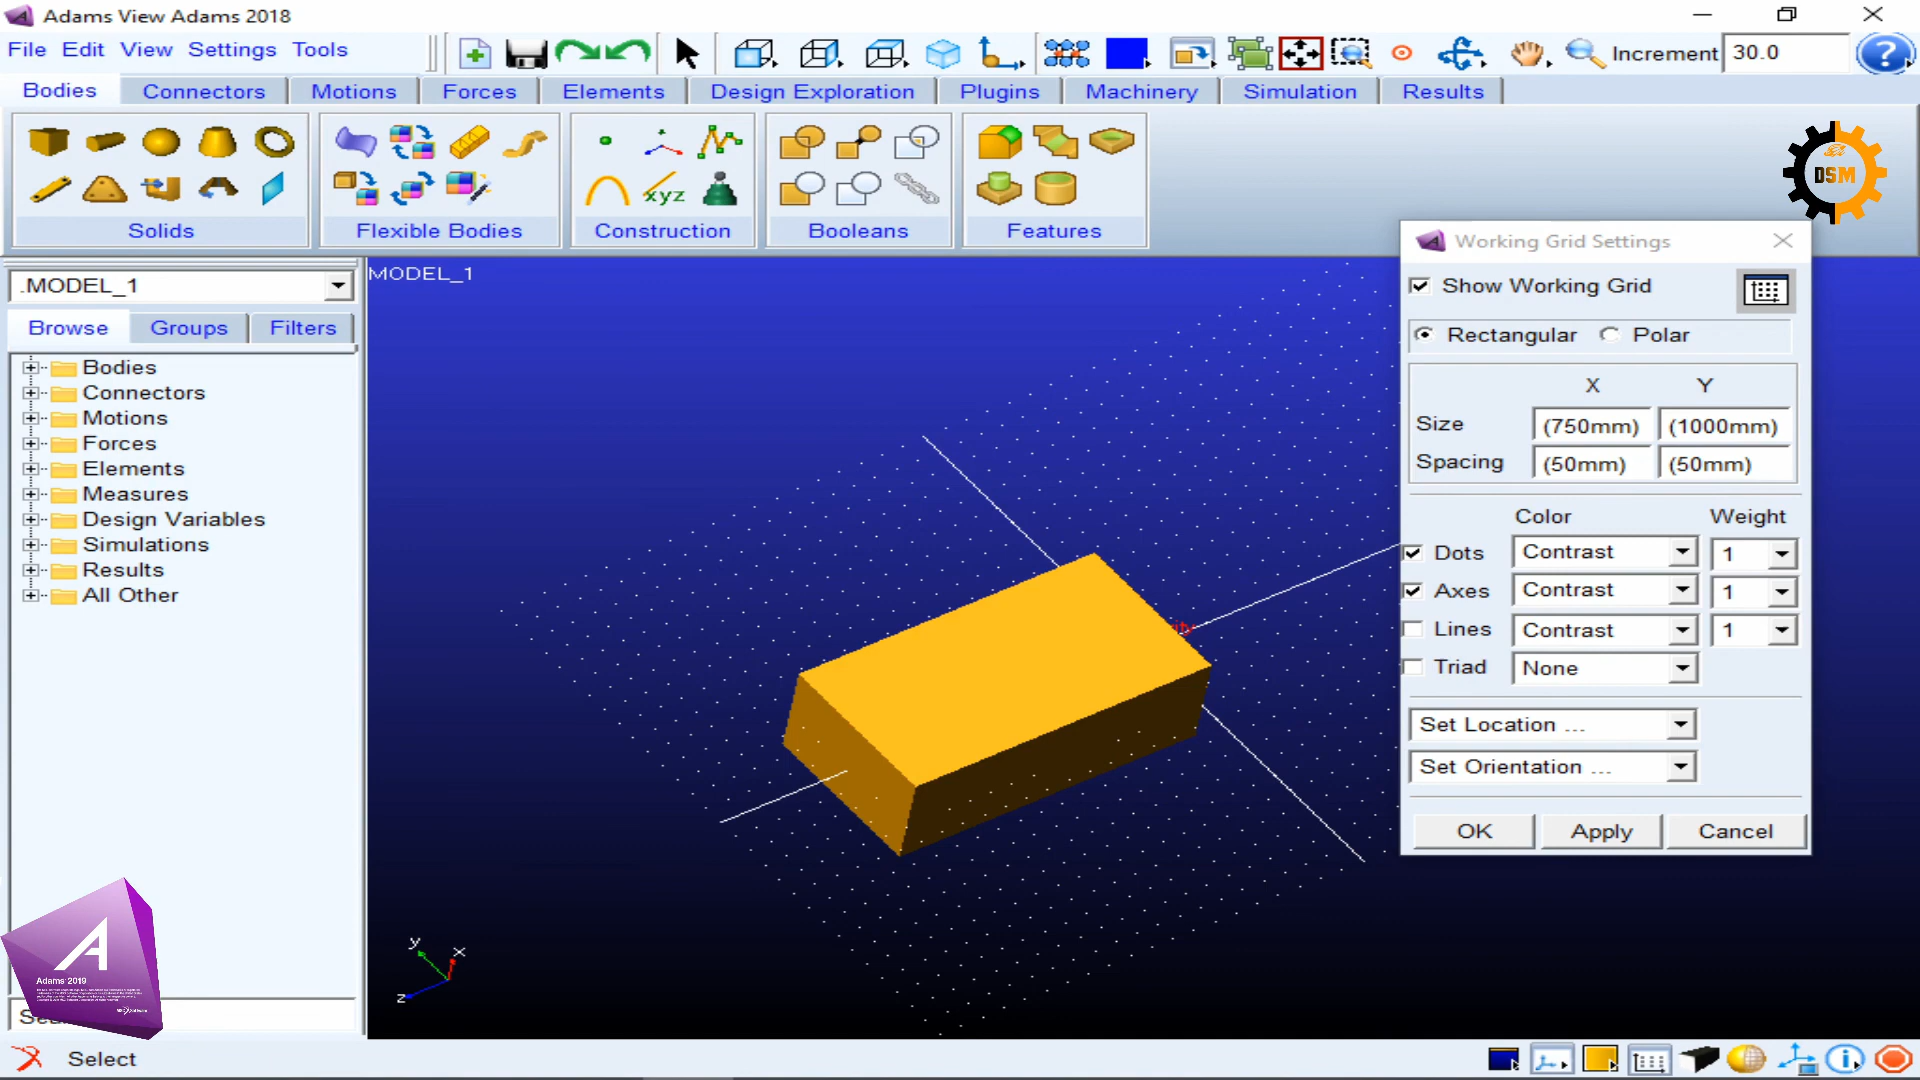 Adams View Adams 2018
File Edit View Settings Tools
Increment 30.0
Bodies Connectors Motions Forces Elements Design Exploration Plugins Machinery Simulation Results
xyz
Solids Flexible Bodies Construction Booleans Features
DSM
.MODEL_1
Browse Groups Filters
Bodies
Connectors
Motions
Forces
Elements
Measures
Design Variables
Simulations
Results
All Other
Adams 2019
Select
MODEL_1
y x
z
Working Grid Settings
Show Working Grid
Rectangular Polar
X Y
Size (750mm) (1000mm)
Spacing (50mm) (50mm)
Color Weight
Dots Contrast 1
Axes Contrast 1
Lines Contrast 1
Triad None
Set Location ...
Set Orientation ...
OK Apply Cancel